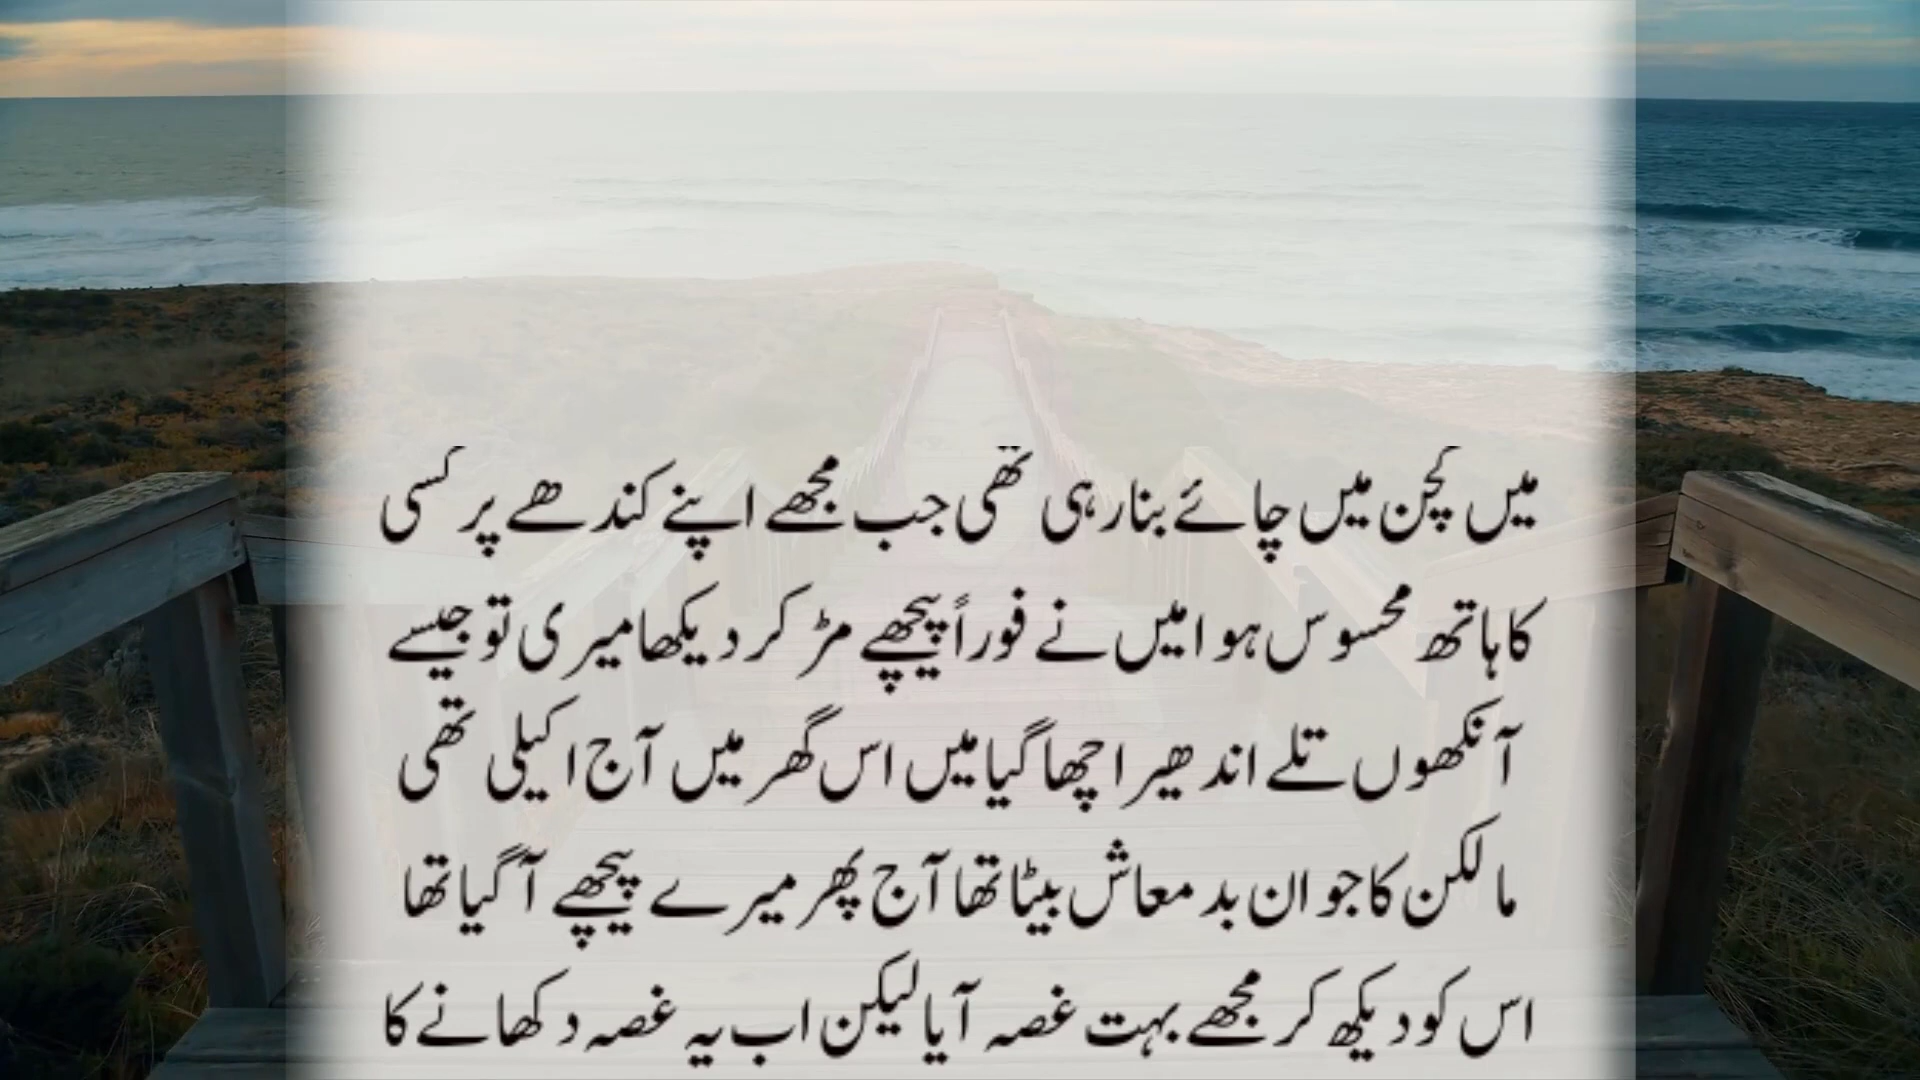 میں کچن میں چائے بنا رہی تھی جب مجھے اپنے کندھے پر کسی
کا ہاتھ محسوس ہوا میں نے فوراً پیچھے مڑ کر دیکھا میری تو جیسے
آنکھوں تلے اندھیرا چھا گیا میں اس گھر میں آج اکیلی تھی
مالکن کا جوان بدمعاش بیٹا تھا آج پھر میرے پیچھے آگیا تھا
اس کو دیکھ کر مجھے بہت غصہ آیا لیکن اب یہ غصہ دکھانے کا